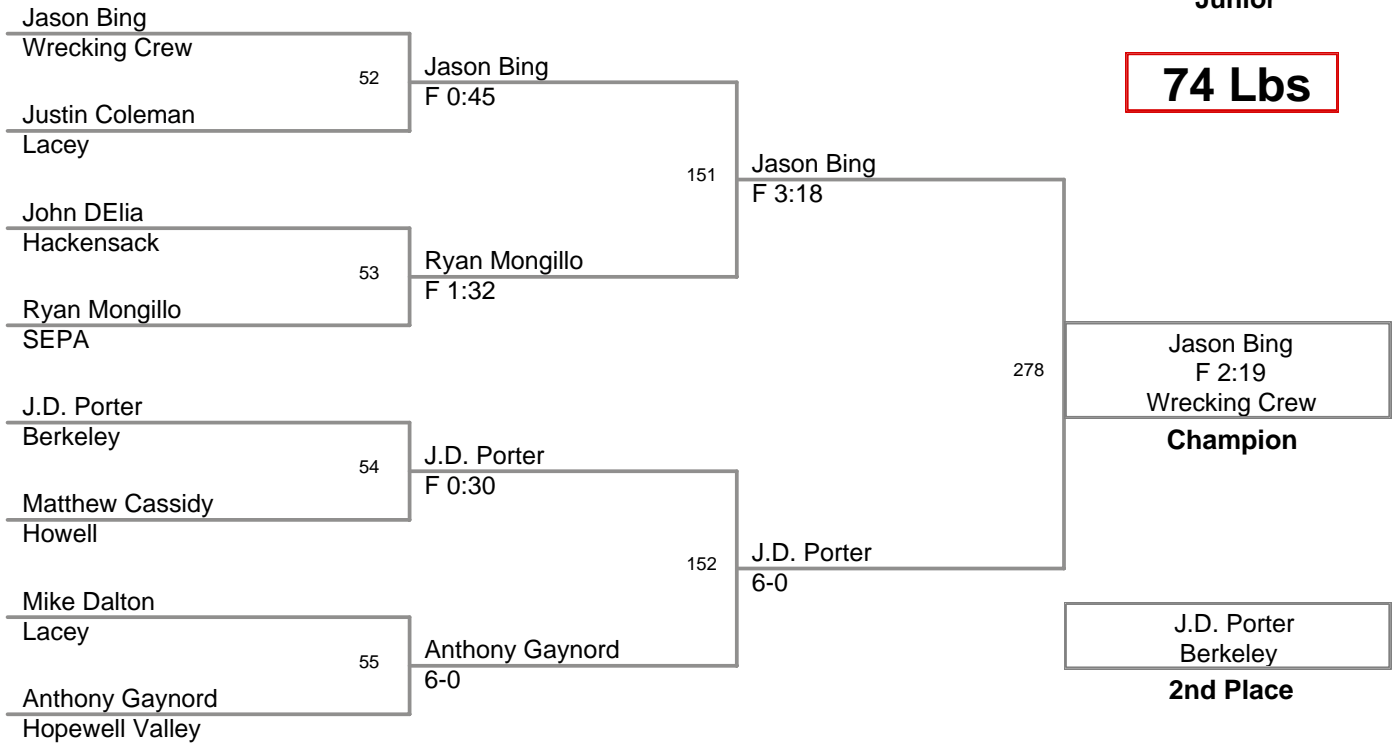 Junior
74 Lbs
Jason Bing
Wrecking Crew
52
Justin Coleman
Lacey
John DElia
Hackensack
53
Ryan Mongillo
SEPA
J.D. Porter
Berkeley
54
Matthew Cassidy
Howell
Mike Dalton
Lacey
55
Anthony Gaynord
Hopewell Valley
Jason Bing
F 0:45
151
Ryan Mongillo
F 1:32
J.D. Porter
F 0:30
152
Anthony Gaynord
6-0
Jason Bing
F 3:18
278
J.D. Porter
6-0
Jason Bing
F 2:19
Wrecking Crew
Champion
J.D. Porter
Berkeley
2nd Place